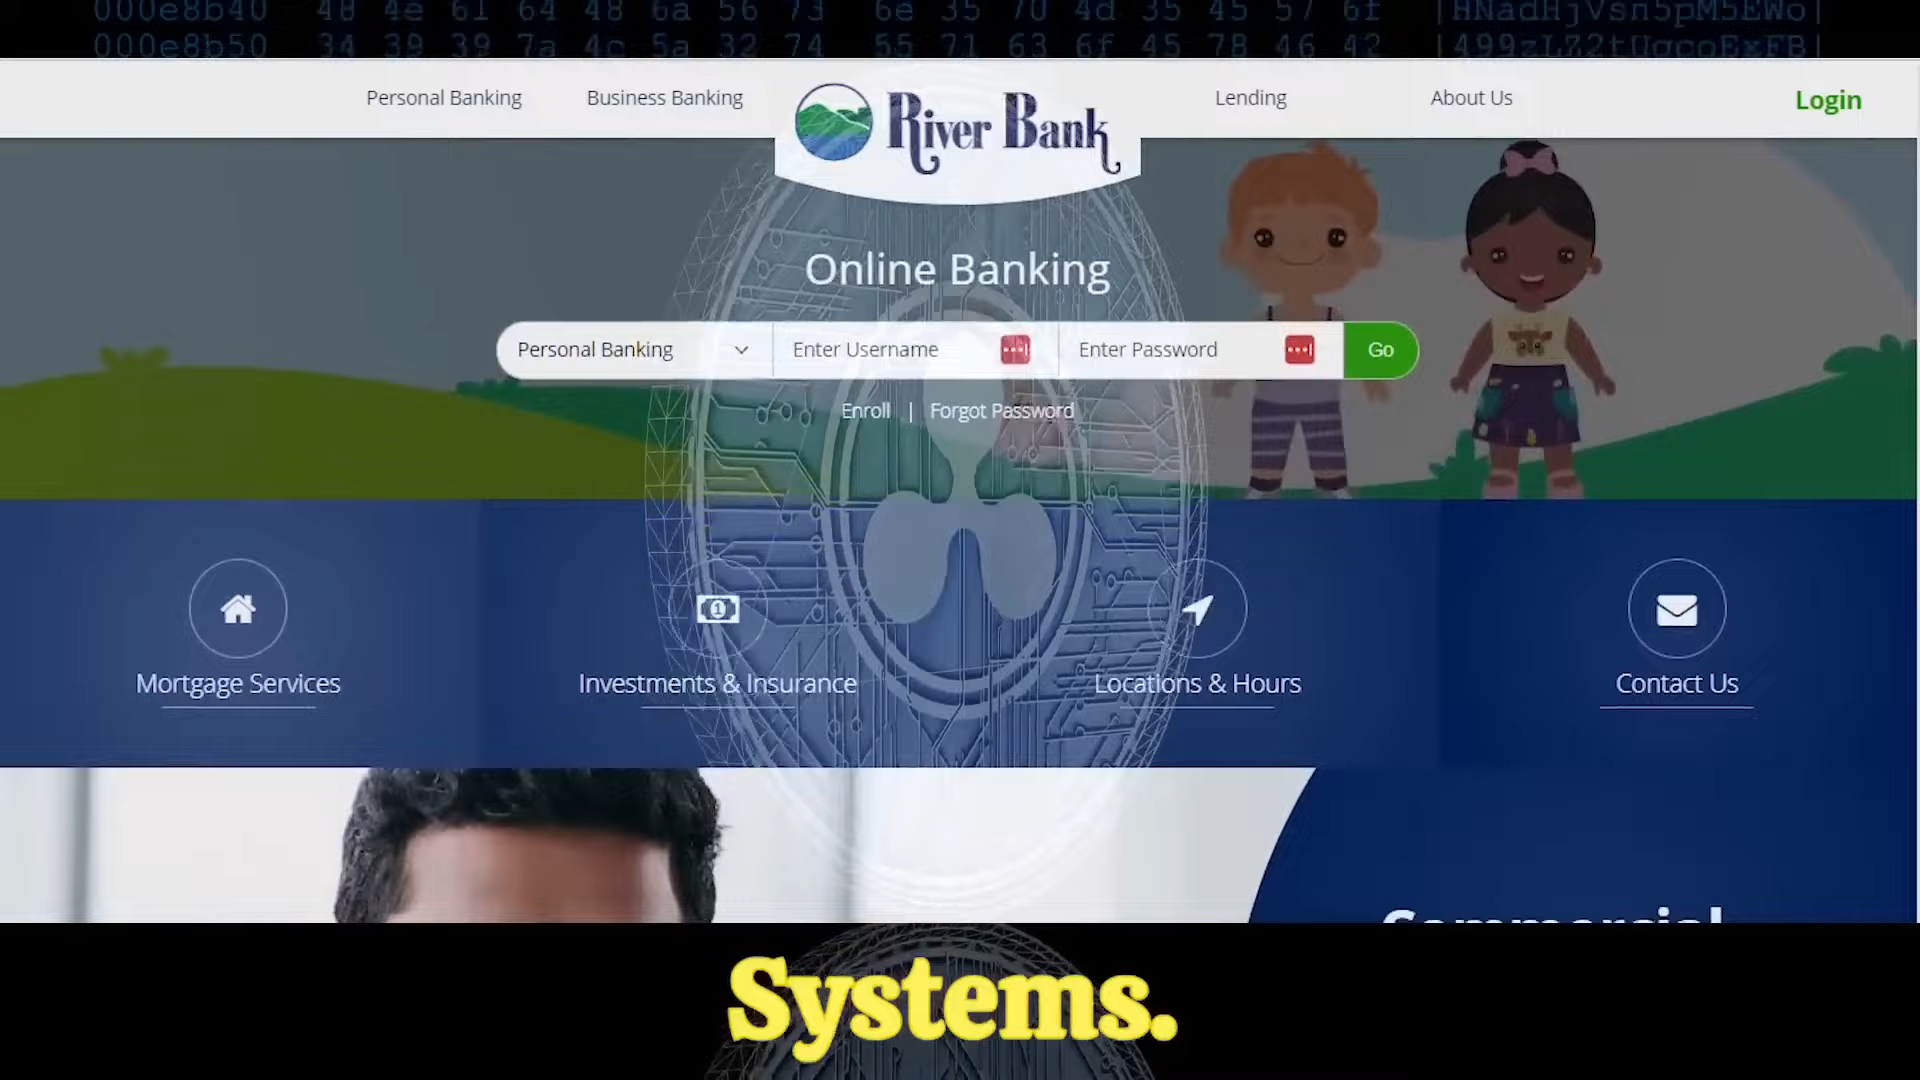 000e8b40 48 4e 61 64 48 6a 56 73 6e 35 70 4d 35 45 57 6f |HNadHjVsn5pM5EWo|
000e8b50 34 39 39 7a 4c 5a 32 74 55 71 63 6f 45 78 46 42 |499zLZ2tUqcoExFB|
Personal Banking Business Banking River Bank Lending About Us Login
Online Banking
Personal Banking Enter Username Enter Password Go
Enroll | Forgot Password
Mortgage Services Investments & Insurance Locations & Hours Contact Us
Commercial
Systems.